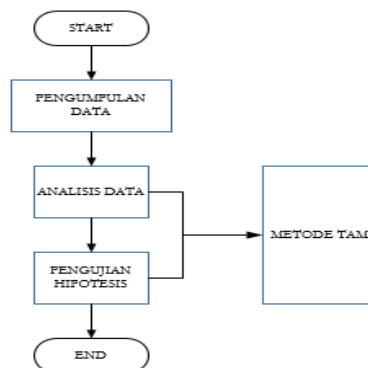 START
PENGUMPULAN
DATA
ANALISIS DATA
METODE TAM
PENGUJIAN
HIPOTESIS
END